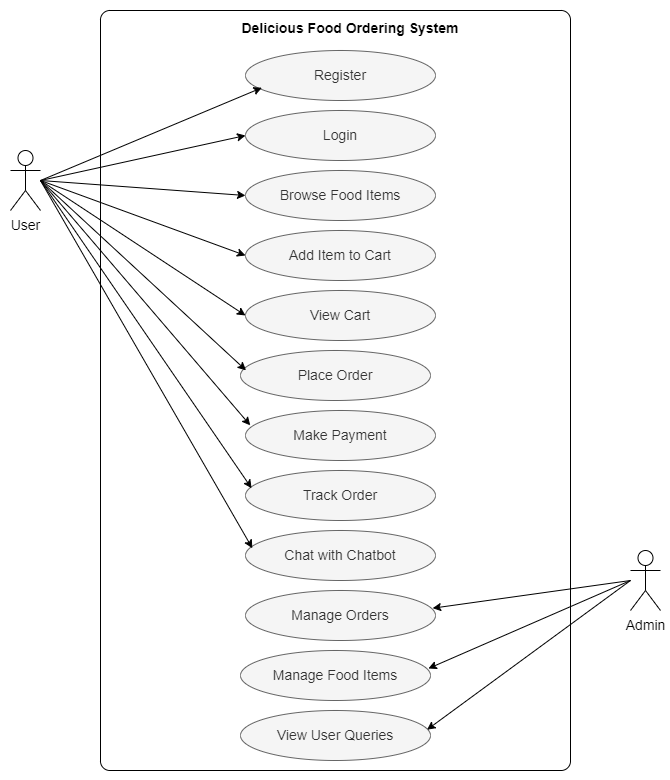 Delicious Food Ordering System
Register
Login
Browse Food Items
Add Item to Cart
View Cart
Place Order
Make Payment
Track Order
Chat with Chatbot
Manage Orders
Manage Food Items
View User Queries
User
Admin